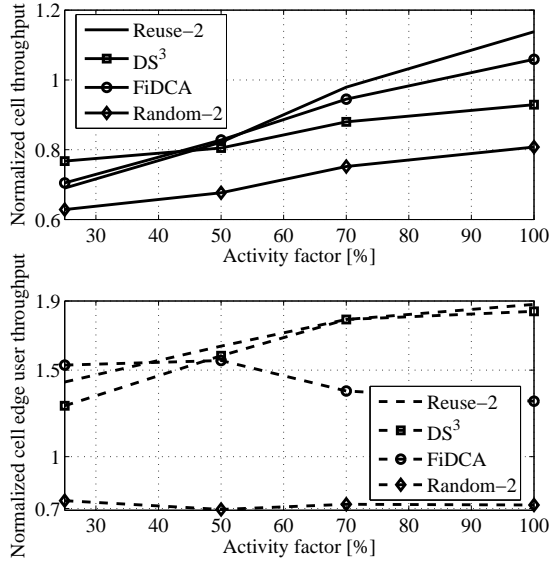 Normalized cell throughput
1.2
1
0.8
0.6
Reuse−2
DS³
FiDCA
Random−2
30 40 50 60 70 80 90 100
Activity factor [%]
Normalized cell edge user throughput
1.9
1.5
1
0.7
Reuse−2
DS³
FiDCA
Random−2
30 40 50 60 70 80 90 100
Activity factor [%]